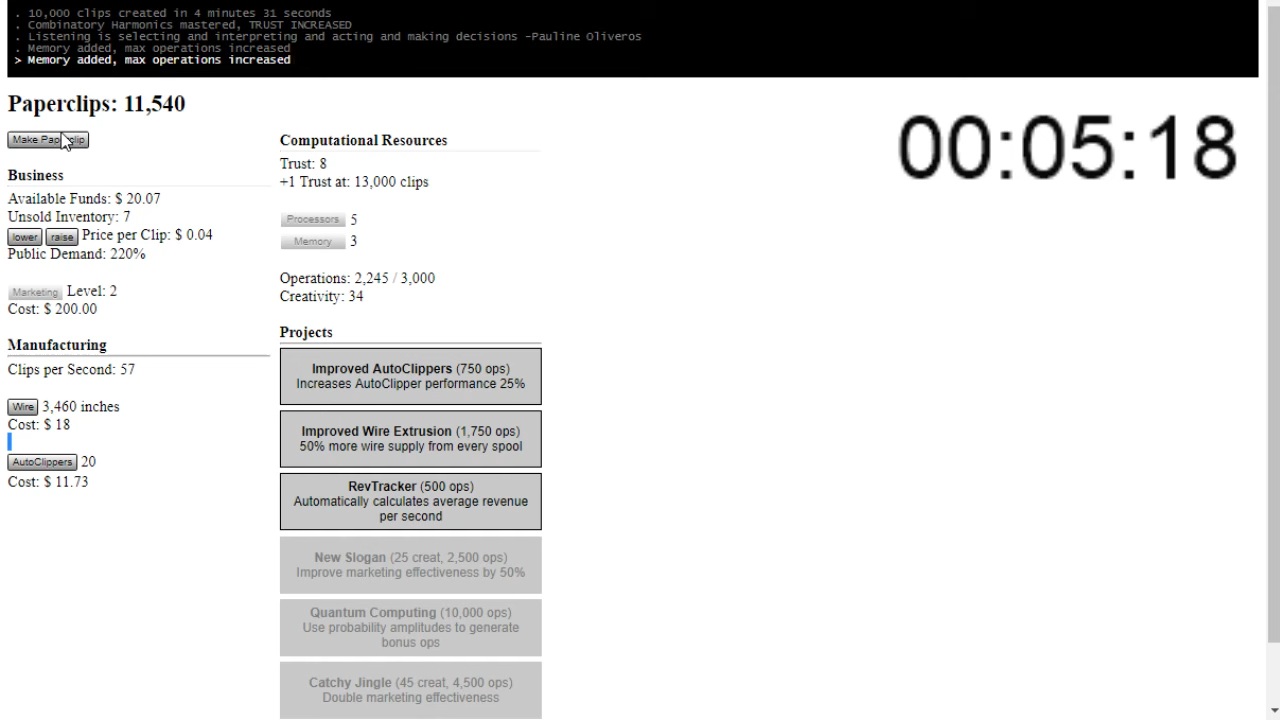 . 10,000 clips created in 4 minutes 31 seconds
. Combinatory Harmonics mastered, TRUST INCREASED
. Listening is selecting and interpreting and acting and making decisions -Pauline Oliveros
. Memory added, max operations increased
> Memory added, max operations increased
Paperclips: 11,540
00:05:18
Make Paperclip
Business
Available Funds: $ 20.07
Unsold Inventory: 7
lower raise Price per Clip: $ 0.04
Public Demand: 220%
Marketing Level: 2
Cost: $ 200.00
Manufacturing
Clips per Second: 57
Wire 3,460 inches
Cost: $ 18
AutoClippers 20
Cost: $ 11.73
Computational Resources
Trust: 8
+1 Trust at: 13,000 clips
Processors 5
Memory 3
Operations: 2,245 / 3,000
Creativity: 34
Projects
Improved AutoClippers (750 ops)
Increases AutoClipper performance 25%
Improved Wire Extrusion (1,750 ops)
50% more wire supply from every spool
RevTracker (500 ops)
Automatically calculates average revenue
per second
New Slogan (25 creat, 2,500 ops)
Improve marketing effectiveness by 50%
Quantum Computing (10,000 ops)
Use probability amplitudes to generate
bonus ops
Catchy Jingle (45 creat, 4,500 ops)
Double marketing effectiveness